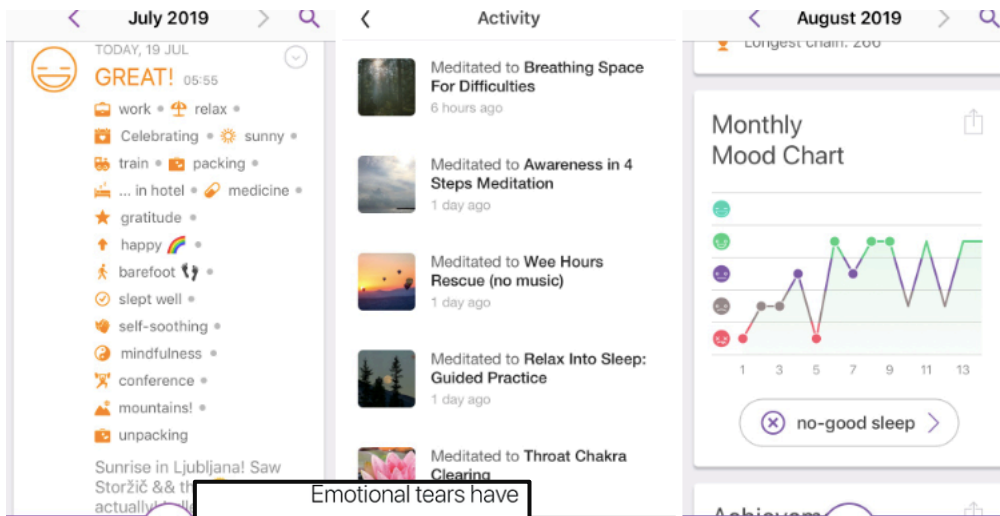 July 2019
TODAY, 19 JUL
GREAT! 05:55
work • relax •
Celebrating • sunny •
train • packing •
... in hotel • medicine •
gratitude •
happy 🌈 •
barefoot 👣 •
slept well •
self-soothing •
mindfulness •
conference •
mountains! •
unpacking
Sunrise in Ljubljana! Saw
Storžič && th
actually!
Activity
Meditated to Breathing Space
For Difficulties
6 hours ago
Meditated to Awareness in 4
Steps Meditation
1 day ago
Meditated to Wee Hours
Rescue (no music)
1 day ago
Meditated to Relax Into Sleep:
Guided Practice
1 day ago
Meditated to Throat Chakra
Clearing
Emotional tears have
August 2019
Longest chain: 266
Monthly
Mood Chart
1 3 5 7 9 11 13
no-good sleep